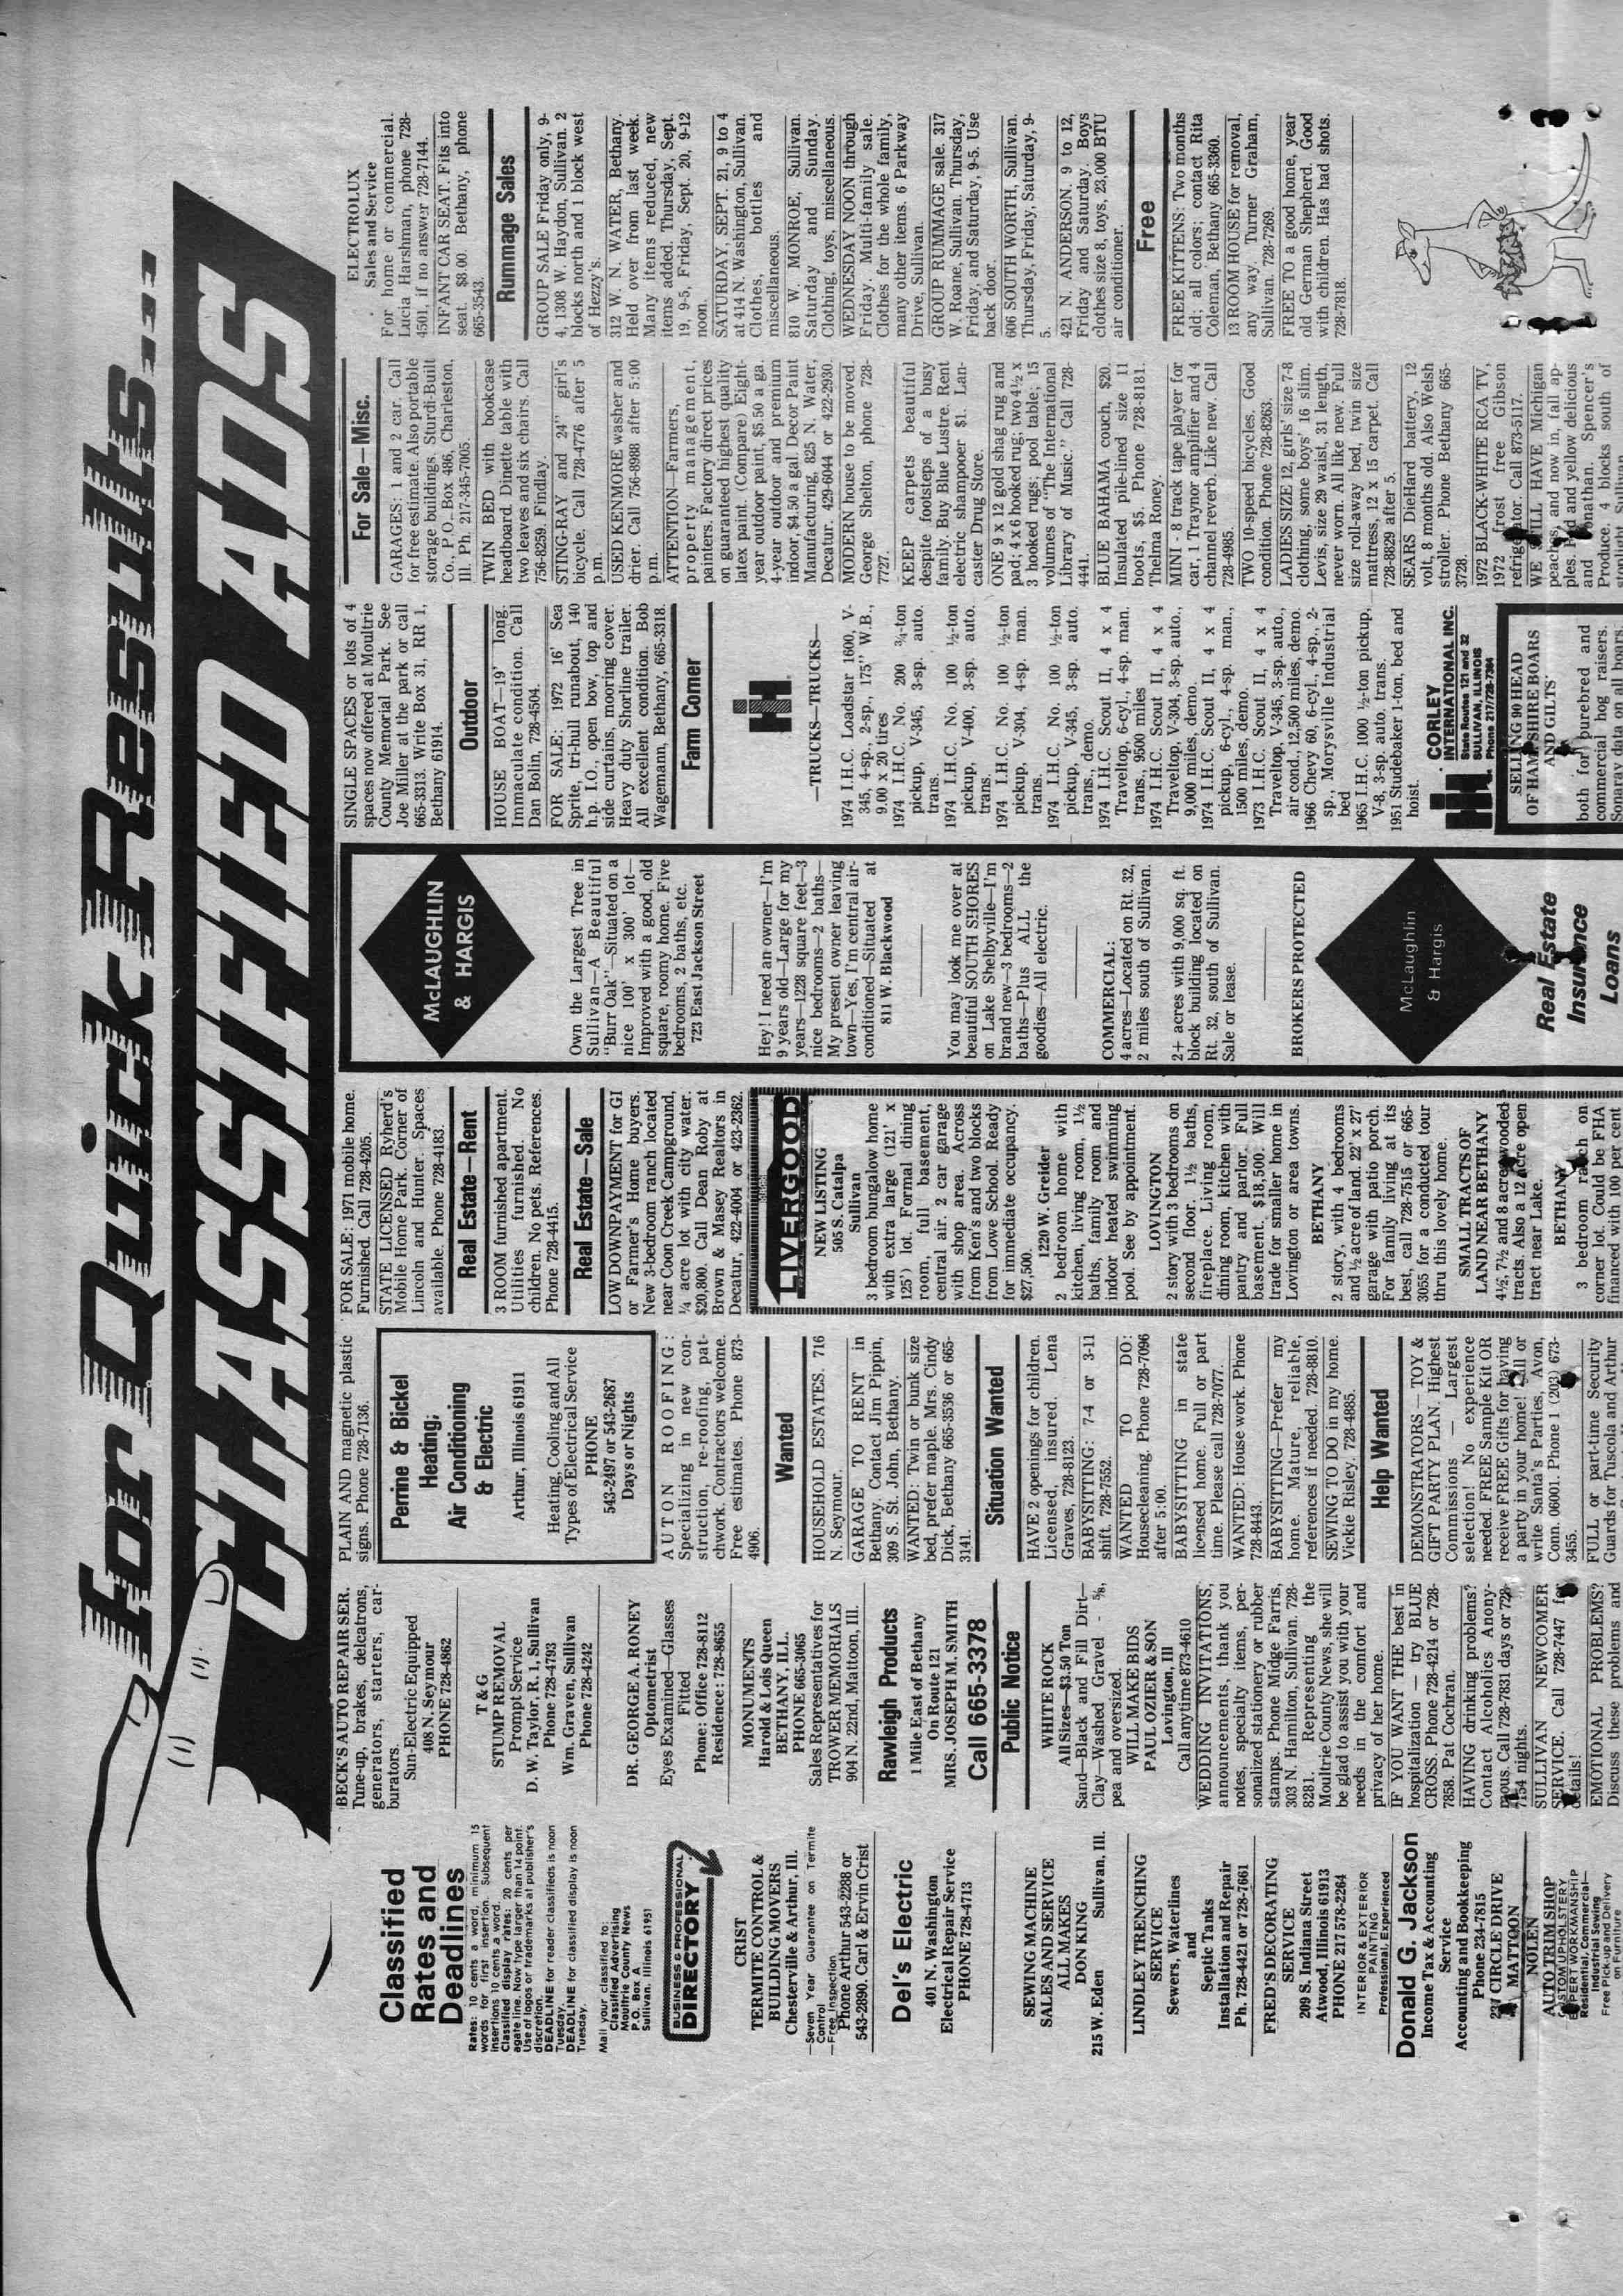 for Quick Results...
CLASSIFIED ADS
Classified
Rates and
Deadlines
Rates: 10 cents a word, minimum 15
words for first insertion. Subsequent
insertions 10 cents a word.
Classified display rates: 20 cents per
agate line. Now type larger than 14 point.
Use of logos or trademarks at publisher's
discretion.
DEADLINE for reader classifieds is noon
Tuesday.
DEADLINE for classified display is noon
Tuesday.
Mail your classified to:
Classified Advertising
Moultrie County News
P.O. Box A
Sullivan, Illinois 61951
BUSINESS & PROFESSIONAL
DIRECTORY
CRIST
TERMITE CONTROL &
BUILDING MOVERS
Chesterville & Arthur, Ill.
—Seven Year Guarantee on Termite
Control
—Free Inspection
Phone Arthur 543-2288 or
543-2890. Carl & Ervin Crist
Del's Electric
401 N. Washington
Electrical Repair Service
PHONE 728-4713
SEWING MACHINE
SALES AND SERVICE
ALL MAKES
DON KING
215 W. Eden Sullivan, Ill.
LINDLEY TRENCHING
SERVICE
Sewers, Waterlines
and
Septic Tanks
Installation and Repair
Ph. 728-4421 or 728-7661
FRED'S DECORATING
SERVICE
209 S. Indiana Street
Atwood, Illinois 61913
PHONE 217 578-2264
INTERIOR & EXTERIOR
PAINTING
Professional, Experienced
Donald G. Jackson
Income Tax & Accounting
Service
Accounting and Bookkeeping
Phone 234-7815
231 CIRCLE DRIVE
MATTOON
NOLEN
AUTO TRIM SHOP
CUSTOM UPHOLSTERY
EXPERT WORKMANSHIP
Residential, Commercial—
Industrial Sewing
Free Pick-up and Delivery
on Furniture
BECK'S AUTO REPAIR SER.
Tune-up, brakes, delcatrons,
generators, starters, car-
burators.
Sun-Electric Equipped
408 N. Seymour
PHONE 728-4862
T & G
STUMP REMOVAL
Prompt Service
Phone 728-4793
D. W. Taylor, R. 1, Sullivan
Wm. Graven, Sullivan
Phone 728-4242
DR. GEORGE A. RONEY
Optometrist
Eyes Examined—Glasses
Fitted
Phone: Office 728-8112
Residence: 728-8655
MONUMENTS
Harold & Lois Queen
BETHANY, ILL.
PHONE 665-3065
Sales Representatives for
TROWER MEMORIALS
904 N. 22nd, Mattoon, Ill.
Rawleigh Products
1 Mile East of Bethany
On Route 121
MRS. JOSEPH M. SMITH
Call 665-3378
Public Notice
WHITE ROCK
All Sizes—$3.50 Ton
Sand—Black and Fill Dirt—
Clay—Washed Gravel - ⅝,
pea and oversized.
WILL MAKE BIDS
PAUL OZIER & SON
Lovington, Ill
Call anytime 873-4610
WEDDING INVITATIONS,
announcements, thank you
notes, specialty items, per-
sonalized stationery or rubber
stamps. Phone Midge Farris,
303 N. Hamilton, Sullivan. 728-
8281. Representing the
Moultrie County News, she will
be glad to assist you with your
needs in the comfort and
privacy of her home.
IF YOU WANT THE best in
hospitalization — try BLUE
CROSS. Phone 728-4214 or 728-
7858. Pat Cochran.
HAVING drinking problems?
Contact Alcoholics Anony-
mous. Call 728-7831 days or 728-
7154 nights.
SULLIVAN NEWCOMER
SERVICE. Call 728-7447 for
details!
EMOTIONAL PROBLEMS?
Discuss these problems and
PLAIN AND magnetic plastic
signs. Phone 728-7136.
Perrine & Bickel
Heating;
Air Conditioning
& Electric
Arthur, Illinois 61911
Heating, Cooling and All
Types of Electrical Service
PHONE
543-2497 or 543-2687
Days or Nights
AUTON ROOFING:
Specializing in new con-
struction, re-roofing, pat-
chwork. Contractors welcome.
Free estimates. Phone 873-
4906.
Wanted
HOUSEHOLD ESTATES. 716
N. Seymour.
GARAGE TO RENT in
Bethany. Contact Jim Pippin,
309 S. St. John, Bethany.
WANTED: Twin or bunk size
bed, prefer maple. Mrs. Cindy
Dick, Bethany 665-3536 or 665-
3141.
Situation Wanted
HAVE 2 openings for children.
Licensed, insured. Lena
Graves, 728-8123.
BABYSITTING: 7-4 or 3-11
shift. 728-7552.
WANTED TO DO:
Housecleaning. Phone 728-7096
after 5:00.
BABYSITTING in state
licensed home. Full or part
time. Please call 728-7077.
WANTED: House work. Phone
728-8443.
BABYSITTING—Prefer my
home. Mature, reliable,
references if needed. 728-8810.
SEWING TO DO in my home.
Vickie Risley. 728-4885.
Help Wanted
DEMONSTRATORS — TOY &
GIFT PARTY PLAN. Highest
Commissions — Largest
selection! No experience
needed. FREE Sample Kit OR
receive FREE Gifts for having
a party in your home! Call or
write Santa's Parties, Avon,
Conn. 06001. Phone 1 (203) 673-
3455.
FULL or part-time Security
Guards for Tuscola and Arthur
FOR SALE: 1971 mobile home.
Furnished. Call 728-4205.
STATE LICENSED Ryherd's
Mobile Home Park. Corner of
Lincoln and Hunter. Spaces
available. Phone 728-4183.
Real Estate—Rent
3 ROOM furnished apartment.
Utilities furnished. No
children. No pets. References.
Phone 728-4415.
Real Estate—Sale
LOW DOWNPAYMENT for GI
or Farmer's Home buyers.
New 3-bedroom ranch located
near Coon Creek Campground,
¼ acre lot with city water.
$20,800. Call Dean Roby at
Brown & Masey Realtors in
Decatur, 422-4004 or 423-2362.
LIVERGOOD
NEW LISTING
505 S. Catalpa
Sullivan
3 bedroom bungalow home
with extra large (121' x
125') lot. Formal dining
room, full basement,
central air. 2 car garage
with shop area. Across
from Ken's and two blocks
from Lowe School. Ready
for immediate occupancy.
$27,500.
1220 W. Greider
2 bedroom home with
kitchen, living room, 1½
baths, family room and
indoor heated swimming
pool. See by appointment.
LOVINGTON
2 story with 3 bedrooms on
second floor. 1½ baths,
fireplace. Living room,
dining room, kitchen with
pantry and parlor. Full
basement. $18,500. Will
trade for smaller home in
Lovington or area towns.
BETHANY
2 story, with 4 bedrooms
and ½ acre of land. 22 x 27'
garage with patio porch.
For family living at its
best, call 728-7515 or 665-
3655 for a conducted tour
thru this lovely home.
SMALL TRACTS OF
LAND NEAR BETHANY
4½, 7½ and 8 acre wooded
tracts. Also a 12 acre open
tract near Lake.
BETHANY
3 bedroom ranch on
corner lot. Could be FHA
financed with 00 per cent
McLAUGHLIN
& HARGIS
Own the Largest Tree in
Sullivan—A Beautiful
"Burr Oak"—Situated on a
nice 100' x 300' lot—
Improved with a good, old
square, roomy home. Five
bedrooms, 2 baths, etc.
723 East Jackson Street
Hey! I need an owner—I'm
9 years old—Large for my
years—1228 square feet—3
nice bedrooms—2 baths—
My present owner leaving
town—Yes, I'm central air-
conditioned—Situated at
811 W. Blackwood
You may look me over at
beautiful SOUTH SHORES
on Lake Shelbyville—I'm
brand new—3 bedrooms—2
baths—Plus ALL the
goodies—All electric.
COMMERCIAL:
4 acres—Located on Rt. 32,
2 miles south of Sullivan.
2+ acres with 9,000 sq. ft.
block building located on
Rt. 32, south of Sullivan.
Sale or lease.
BROKERS PROTECTED
McLaughlin
& Hargis
Real Estate
Insurance
Loans
SINGLE SPACES or lots of 4
spaces now offered at Moultrie
County Memorial Park. See
Joe Miller at the park or call
665-3313. Write Box 31, RR 1,
Bethany 61914.
Outdoor
HOUSE BOAT—19' long.
Immaculate condition. Call
Dan Bolin, 728-4504.
FOR SALE: 1972 16' Sea
Sprite, tri-hull runabout, 140
h.p. I.O., open bow, top and
side curtains, mooring cover.
Heavy duty Shorline trailer.
All excellent condition. Bob
Wagemann, Bethany, 665-3318.
Farm Corner
—TRUCKS—TRUCKS—
1974 I.H.C. Loadstar 1600, V-
345, 4-sp., 2-sp., 175" W.B.,
9.00 x 20 tires
1974 I.H.C. No. 200 ¾-ton
pickup, V-345, 3-sp. auto.
trans.
1974 I.H.C. No. 100 ½-ton
pickup, V-400, 3-sp. auto.
trans.
1974 I.H.C. No. 100 ½-ton
pickup, V-304, 4-sp. man.
trans.
1974 I.H.C. No. 100 ½-ton
pickup, V-345, 3-sp. auto.
trans., demo.
1974 I.H.C. Scout II, 4 x 4
Traveltop, 6-cyl., 4-sp. man.
trans., 9500 miles
1974 I.H.C. Scout II, 4 x 4
Traveltop, V-304, 3-sp. auto.,
9,000 miles, demo.
1974 I.H.C. Scout II, 4 x 4
pickup, 6-cyl., 4-sp. man.,
1500 miles, demo.
1973 I.H.C. Scout II, 4 x 4
Traveltop, V-345, 3-sp. auto.,
air cond., 12,500 miles, demo.
1966 Chevy 60, 6-cyl., 4-sp., 2-
sp., Morysville Industrial
bed
1965 I.H.C. 1000 ½-ton pickup,
V-8, 3-sp. auto. trans.
1951 Studebaker 1-ton, bed and
hoist.
CORLEY
INTERNATIONAL INC.
State Routes 121 and 32
SULLIVAN, ILLINOIS
Phone 217/728-7384
SELLING 90 HEAD
OF HAMPSHIRE BOARS
AND GILTS
both for purebred and
commercial hog raisers.
Sonaray data on all boars.
For Sale—Misc.
GARAGES: 1 and 2 car. Call
for free estimate. Also portable
storage buildings. Sturdi-Built
Co., P.O. Box 486, Charleston,
Ill. Ph. 217-345-7005.
TWIN BED with bookcase
headboard. Dinette table with
two leaves and six chairs. Call
756-8259. Findlay.
STING-RAY and 24" girl's
bicycle. Call 728-4776 after 5
p.m.
USED KENMORE washer and
drier. Call 756-8988 after 5:00
p.m.
ATTENTION—Farmers,
property management,
painters. Factory direct prices
on guaranteed highest quality
latex paint. (Compare) Eight-
year outdoor paint, $5.50 a ga.
4-year outdoor and premium
indoor, $4.50 a gal. Decor Paint
Manufacturing, 825 N. Water,
Decatur. 429-6044 or 422-2930.
MODERN house to be moved.
George Shelton, phone 728-
7727.
KEEP carpets beautiful
despite footsteps of a busy
family. Buy Blue Lustre. Rent
electric shampooer $1. Lan-
caster Drug Store.
ONE 9 x 12 gold shag rug and
pad; 4 x 6 hooked rug; two 4½ x
3 hooked rugs; pool table; 15
volumes of "The International
Library of Music." Call 728-
4441.
BLUE BAHAMA couch, $20.
Insulated pile-lined size 11
boots, $5. Phone 728-8181.
Thelma Roney.
MINI - 8 track tape player for
car, 1 Traynor amplifier and 4
channel reverb. Like new. Call
728-4985.
TWO 10-speed bicycles. Good
condition. Phone 728-8263.
LADIES SIZE 12, girls' size 7-8
clothing, some boys' 16 slim.
Levis, size 29 waist, 31 length,
never worn. All like new. Full
size roll-away bed, twin size
mattress, 12 x 15 carpet. Call
728-8829 after 5.
SEARS DieHard battery, 12
volt, 8 months old. Also Welsh
stroller. Phone Bethany 665-
3728.
1972 BLACK-WHITE RCA TV,
1972 frost free Gibson
refrigerator. Call 873-5117.
WE STILL HAVE Michigan
peaches and now in, fall ap-
ples. Red and yellow delicious
and Jonathan. Spencer's
Produce. 4 blocks south of
ELECTROLUX
Sales and Service
For home or commercial.
Lucia Harshman, phone 728-
4501, if no answer 728-7144.
INFANT CAR SEAT. Fits into
seat. $8.00. Bethany, phone
665-3543.
Rummage Sales
GROUP SALE Friday only, 9-
4, 1308 W. Haydon, Sullivan. 2
blocks north and 1 block west
of Hezzy's.
312 W. N. WATER, Bethany.
Held over from last week.
Many items reduced, new
items added. Thursday, Sept.
19, 9-5, Friday, Sept. 20, 9-12
noon.
SATURDAY, SEPT. 21, 9 to 4
at 414 N. Washington, Sullivan.
Clothes, bottles and
miscellaneous.
810 W. MONROE, Sullivan.
Saturday and Sunday.
Clothing, toys, miscellaneous.
WEDNESDAY NOON through
Friday. Multi-family sale.
Clothes for the whole family,
many other items. 6 Parkway
Drive, Sullivan.
GROUP RUMMAGE sale. 317
W. Roane, Sullivan. Thursday,
Friday, and Saturday, 9-5. Use
back door.
606 SOUTH WORTH, Sullivan.
Thursday, Friday, Saturday, 9-
5.
421 N. ANDERSON. 9 to 12,
Friday and Saturday. Boys
clothes size 8, toys, 23,000 BTU
air conditioner.
Free
FREE KITTENS: Two months
old; all colors; contact Rita
Coleman, Bethany 665-3360.
13 ROOM HOUSE for removal,
any way. Turner Graham,
Sullivan. 728-7269.
FREE TO a good home, year
old German Shepherd. Good
with children. Has had shots.
728-7818.